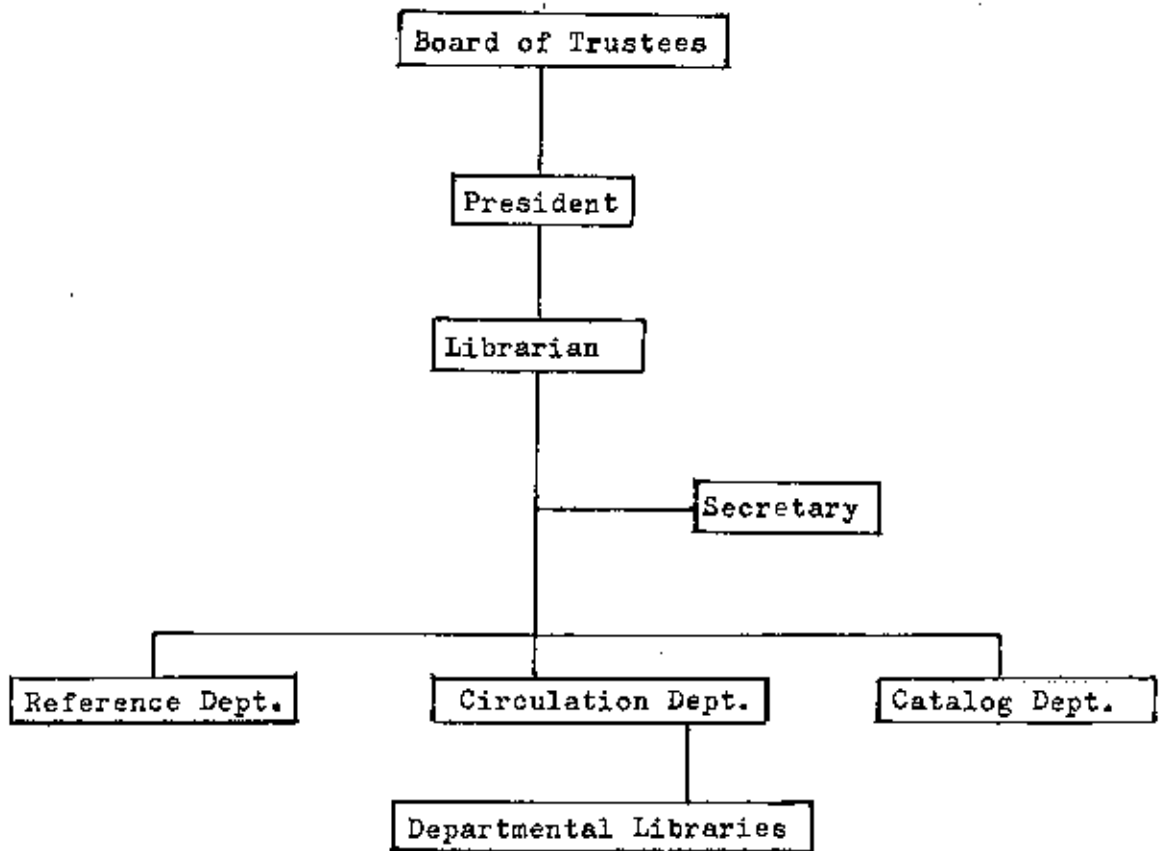 Board of Trustees
President
Librarian
Secretary
Reference Dept.
Circulation Dept.
Catalog Dept.
Departmental Libraries